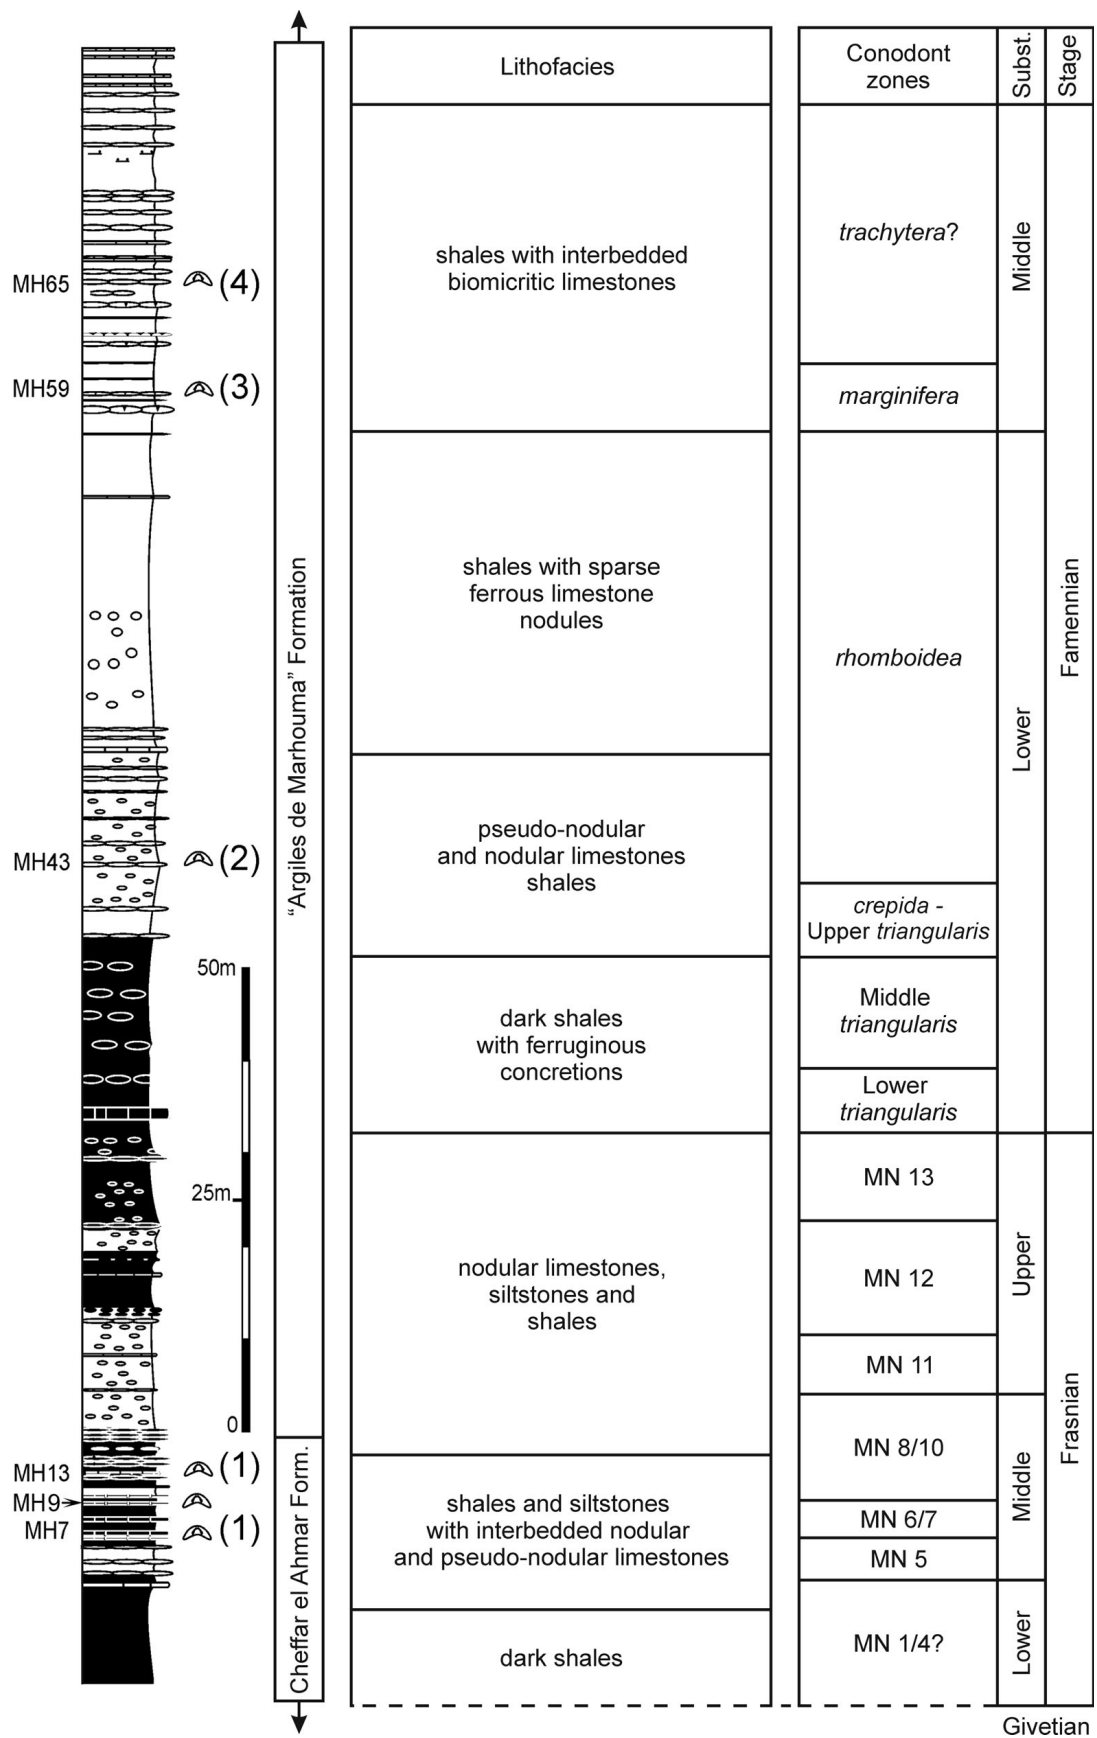 Lithofacies
Conodont
zones
Subst.
Stage
shales with interbedded
biomicritic limestones
trachytera?
Middle
MH65
(4)
MH59
(3)
marginifera
"Argiles de Marhouma" Formation
shales with sparse
ferrous limestone
nodules
rhomboidea
Lower
Famennian
MH43
(2)
pseudo-nodular
and nodular limestones
shales
crepida -
Upper triangularis
50m
dark shales
with ferruginous
concretions
Middle
triangularis
Lower
triangularis
25m
nodular limestones,
siltstones and
shales
MN 13
MN 12
MN 11
Upper
Frasnian
0
MH13
(1)
MH9
MH7
(1)
Cheffar el Ahmar Form.
shales and siltstones
with interbedded nodular
and pseudo-nodular limestones
MN 8/10
MN 6/7
MN 5
Middle
dark shales
MN 1/4?
Lower
Givetian